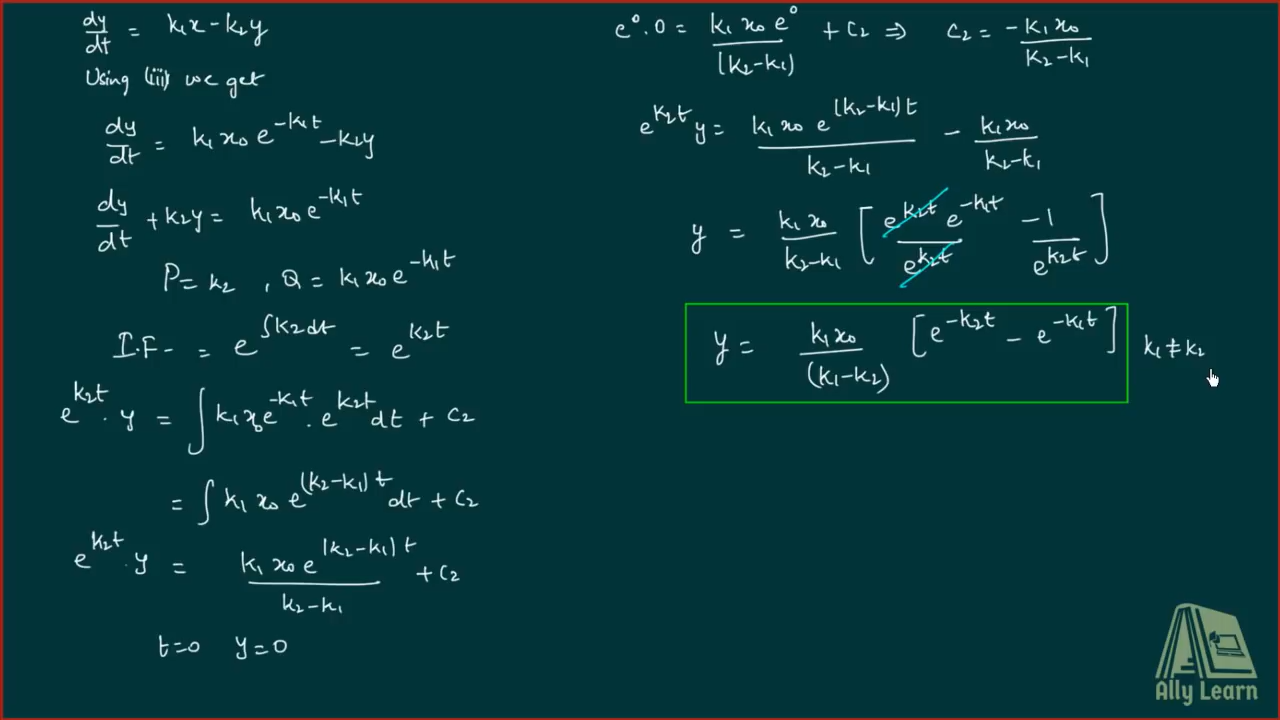 dy/dt = k₁x - k₂y
Using (iii) we get
dy/dt = k₁x₀e^(-k₁t) - k₂y
dy/dt + k₂y = k₁x₀e^(-k₁t)
P = k₂ , Q = k₁x₀e^(-k₁t)
I.F- = e^(∫k₂dt) = e^(k₂t)
e^(k₂t) . y = ∫k₁x₀e^(-k₁t) . e^(k₂t) dt + c₂
= ∫k₁x₀e^((k₂-k₁)t) dt + c₂
e^(k₂t) . y = k₁x₀e^((k₂-k₁)t) / k₂-k₁ + c₂
t=0 y=0
e⁰.0 = k₁x₀e⁰ / (k₂-k₁) + c₂ ⇒ c₂ = -k₁x₀ / k₂-k₁
e^(k₂t) y = k₁x₀e^((k₂-k₁)t) / k₂-k₁ - k₁x₀ / k₂-k₁
y = k₁x₀ / k₂-k₁ [ e^(k₂t) e^(-k₁t) / e^(k₂t) -1 / e^(k₂t) ]
y = k₁x₀ / (k₁-k₂) [ e^(-k₂t) - e^(-k₁t) ] k₁ ≠ k₂
Ally Learn